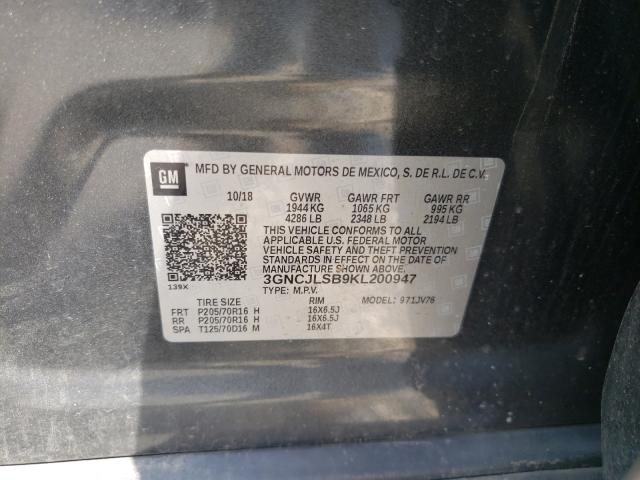 GM
MFD BY GENERAL MOTORS DE MEXICO, S. DE R.L. DE C.V.
10/18 GVWR GAWR FRT GAWR RR
1944 KG 1065 KG 995 KG
4286 LB 2348 LB 2194 LB
THIS VEHICLE CONFORMS TO ALL
APPLICABLE U.S. FEDERAL MOTOR
VEHICLE SAFETY AND THEFT PREVENTION
STANDARDS IN EFFECT ON THE DATE OF
MANUFACTURE SHOWN ABOVE.
139X 3GNCJLSB9KL200947
TYPE: M.P.V. MODEL: 971JV76
TIRE SIZE RIM
FRT P205/70R16 H 16X6.5J
RR P205/70R16 H 16X6.5J
SPA T125/70D16 M 16X4T